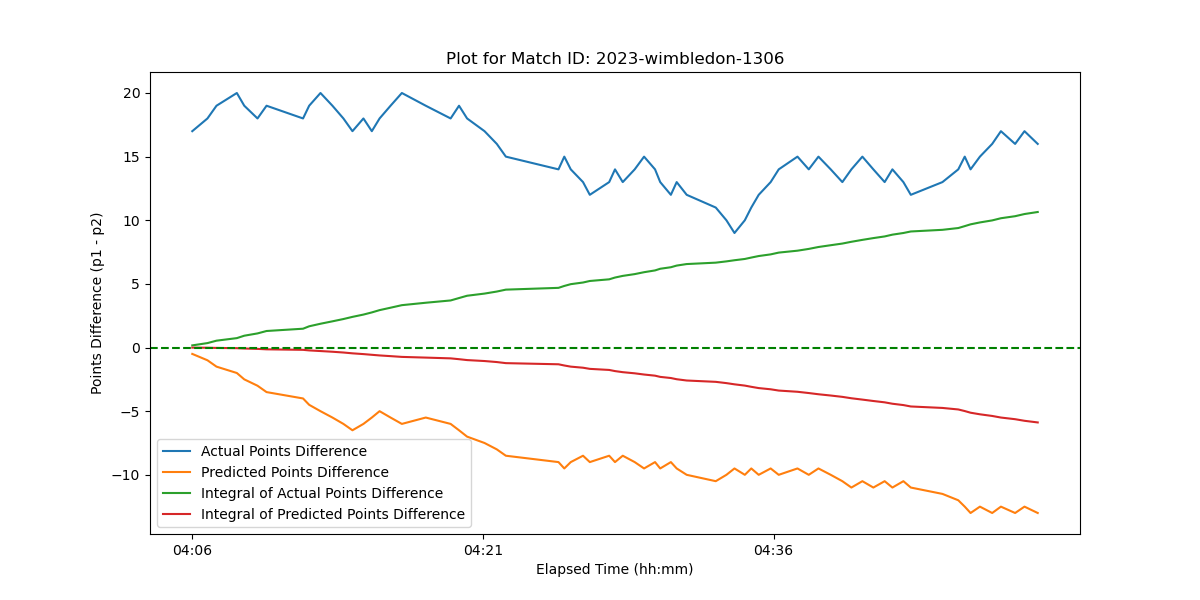 Plot for Match ID: 2023-wimbledon-1306
Points Difference (p1 - p2)
20
15
10
5
0
−5
−10
Actual Points Difference
Predicted Points Difference
Integral of Actual Points Difference
Integral of Predicted Points Difference
04:06
04:21
04:36
Elapsed Time (hh:mm)